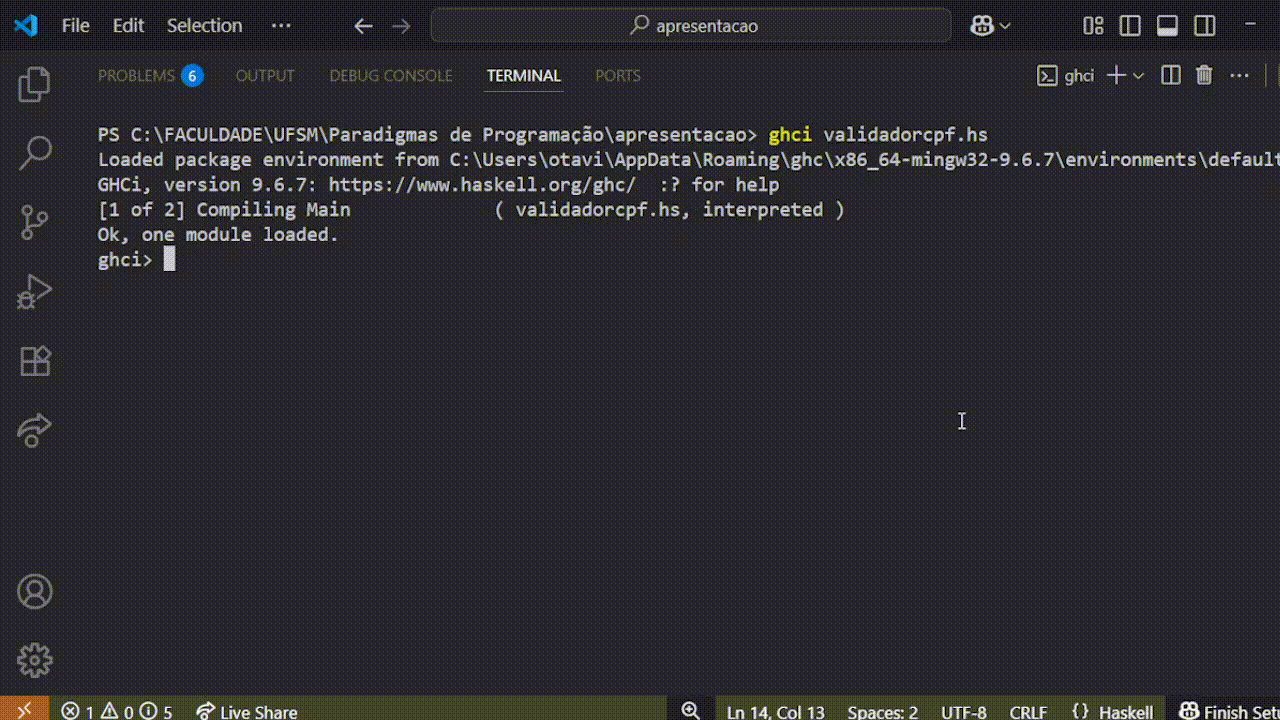 File Edit Selection ··· apresentacao
PROBLEMS 6 OUTPUT DEBUG CONSOLE TERMINAL PORTS ghci ···
PS C:\FACULDADE\UFSM\Paradigmas de Programação\apresentacao> ghci validadorcpf.hs
Loaded package environment from C:\Users\otavi\AppData\Roaming\ghc\x86_64-mingw32-9.6.7\environments\default
GHCi, version 9.6.7: https://www.haskell.org/ghc/  :? for help
[1 of 2] Compiling Main             ( validadorcpf.hs, interpreted )
Ok, one module loaded.
ghci>
1 0 5 Live Share Ln 14, Col 13 Spaces: 2 UTF-8 CRLF {} Haskell Finish Set